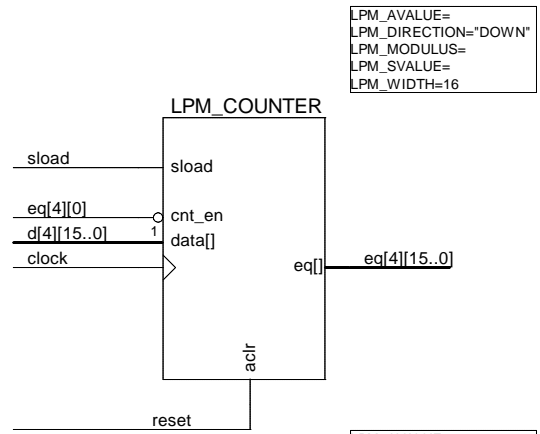 LPM_AVALUE=
LPM_DIRECTION="DOWN"
LPM_MODULUS=
LPM_SVALUE=
LPM_WIDTH=16
LPM_COUNTER
sload
sload
eq[4][0]
cnt_en
d[4][15..0]
1
data[]
clock
eq[]
eq[4][15..0]
aclr
reset